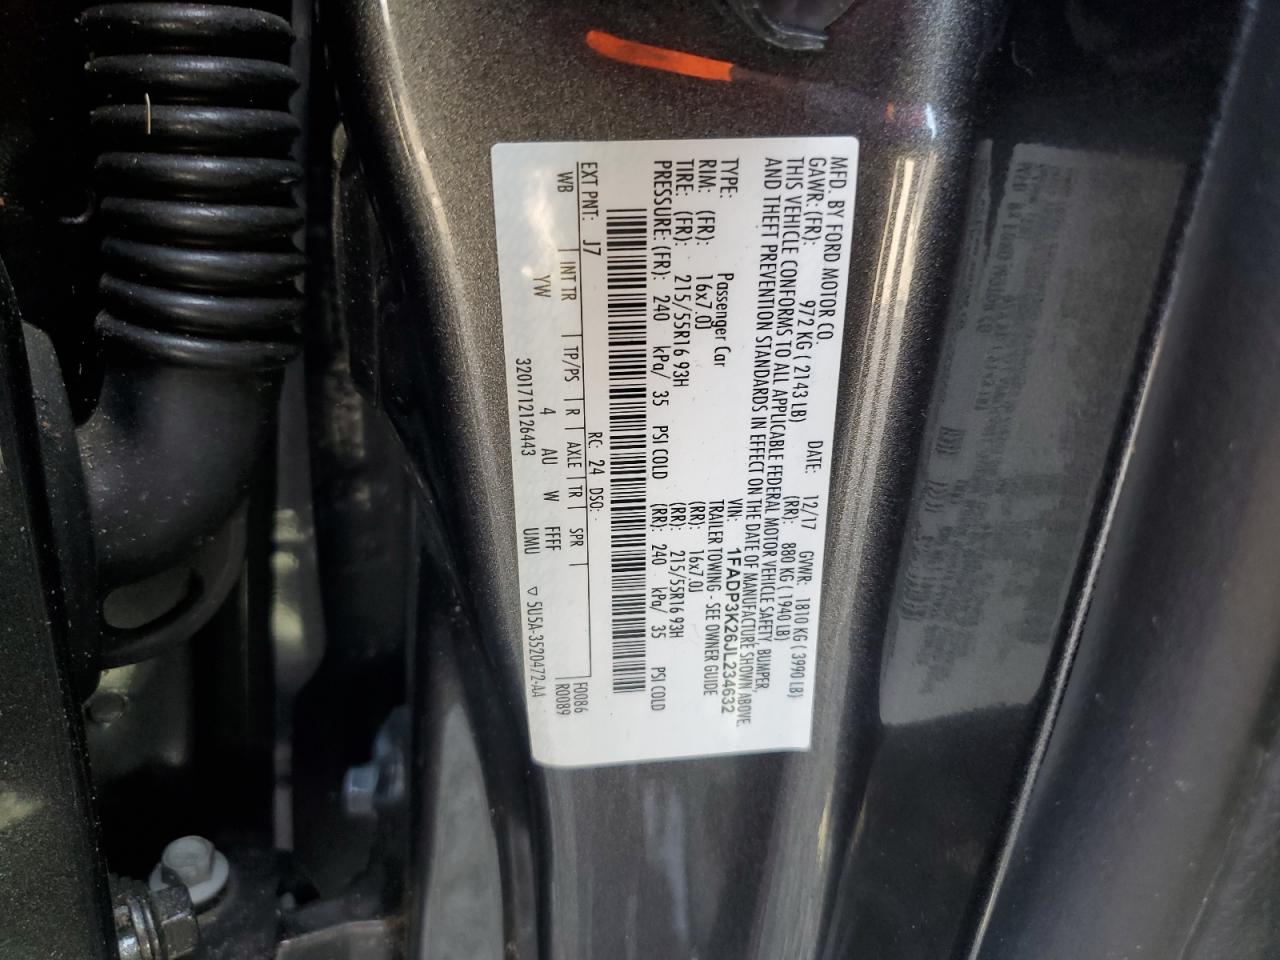 MFD. BY FORD MOTOR CO.
DATE: 12/17 GVWR: 1810 KG ( 3990 LB)
GAWR: (FR): 972 KG ( 2143 LB) (RR): 880 KG ( 1940 LB)
THIS VEHICLE CONFORMS TO ALL APPLICABLE FEDERAL MOTOR VEHICLE SAFETY, BUMPER,
AND THEFT PREVENTION STANDARDS IN EFFECT ON THE DATE OF MANUFACTURE SHOWN ABOVE.
VIN: 1FADP3K26JL234632
TYPE: Passenger Car TRAILER TOWING - SEE OWNER GUIDE
RIM: (FR): 16x7.0J (RR): 16x7.0J
TIRE: (FR): 215/55R16 93H (RR): 215/55R16 93H
PRESSURE: (FR): 240 kPa/ 35 PSI COLD (RR): 240 kPa/ 35 PSI COLD
EXT PNT: J7 RC: 24 DSO: F0086
WB INT TR TP/PS R AXLE TR SPR R0089
YW 4 AU W FFFF
3201712126443 UMU ▽ 5U5A-3520472-AA